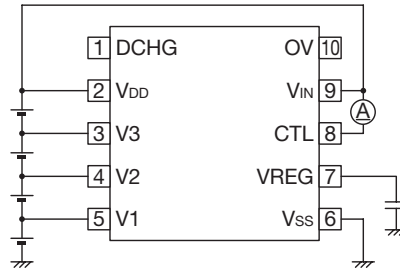 1 DCHG OV 10
2 VDD VIN 9
A
3 V3 CTL 8
4 V2 VREG 7
5 V1 VSS 6